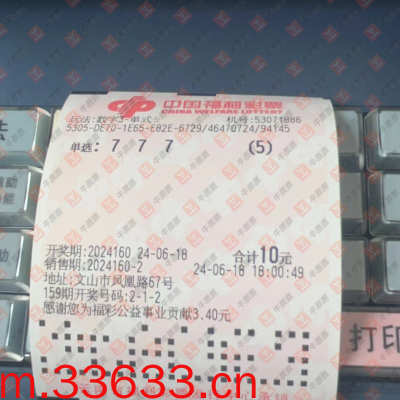 中国福利彩票
CHINA WELFARE LOTTERY
玩法:数字3-单式 机号:53071886
5305-DE70-1E65-E82E-6729/46410724/94145
单选: 7 7 7 (5)
开奖期:2024160 24-06-18 合计10元
销售期:2024160-2 24-06-18 18:00:49
地址:文山市凤凰路67号
159期开奖号码:2-1-2
感谢您为福彩公益事业贡献3.40元
打印
m.33633.cn